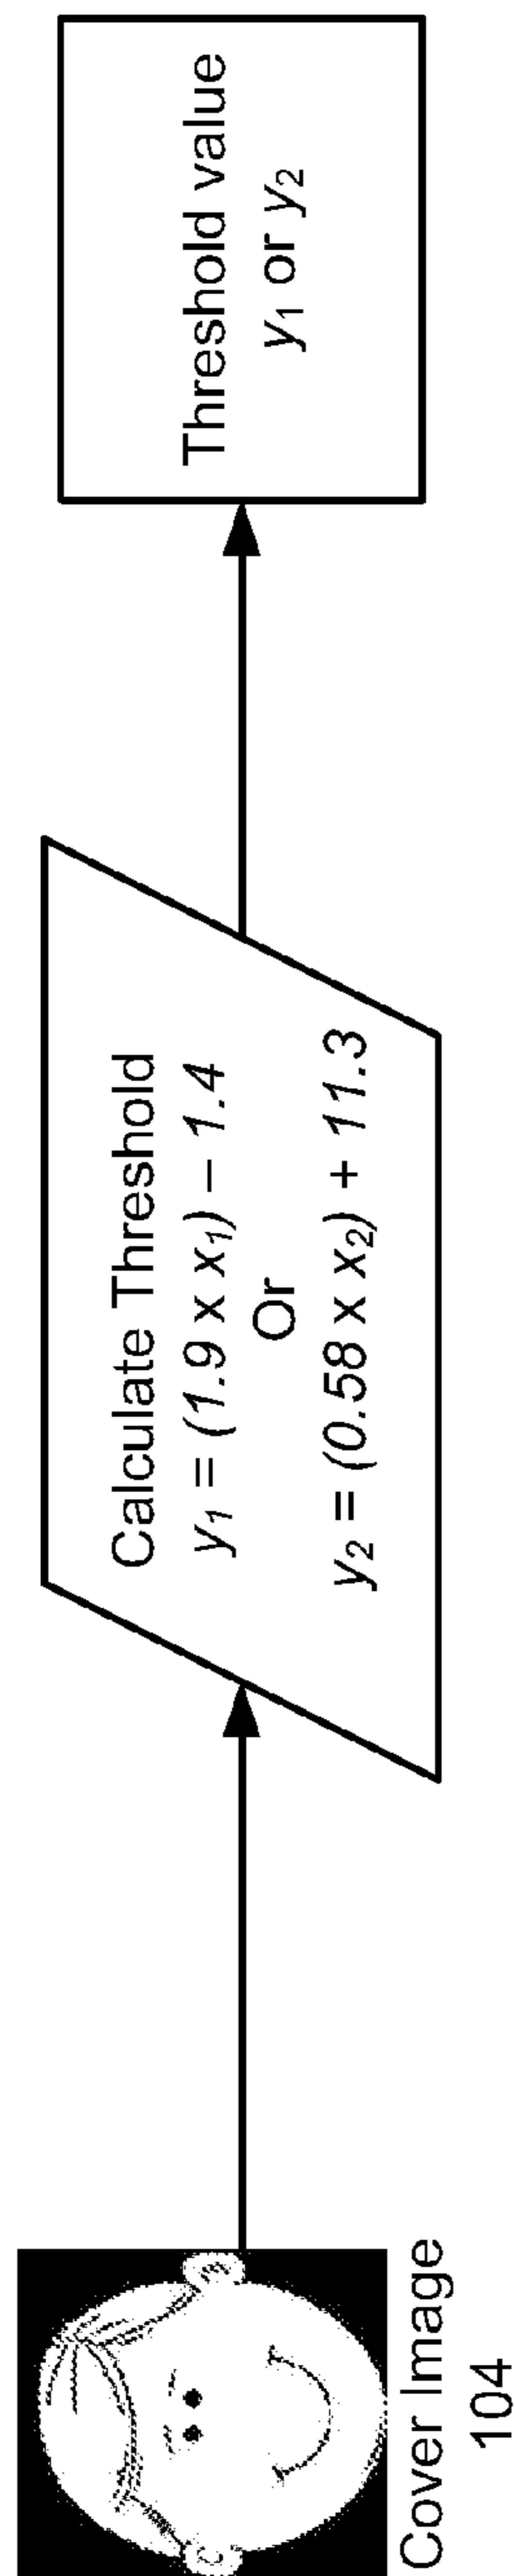 Cover Image
104
Calculate Threshold
y₁ = (1.9 x x₁) – 1.4
Or
y₂ = (0.58 x x₂) + 11.3
Threshold value
y₁ or y₂